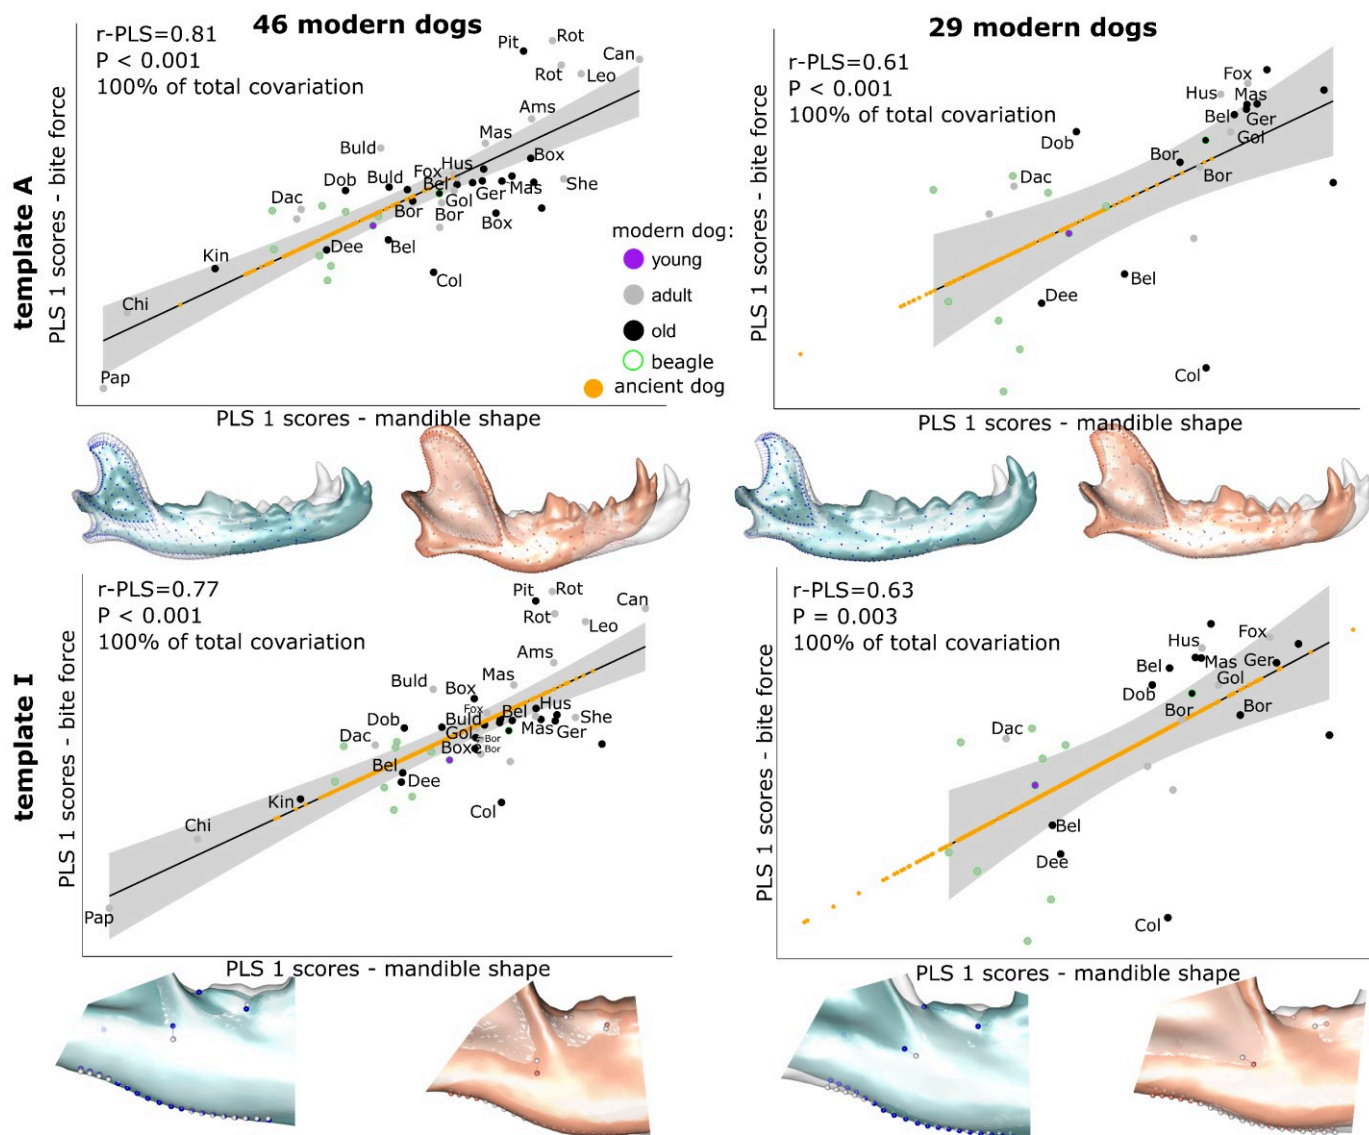 46 modern dogs
29 modern dogs
template A
PLS 1 scores - bite force
r-PLS=0.81
P < 0.001
100% of total covariation
Pit
Rot
Can
Rot
Leo
Ams
Mas
Buld
Box
Fox
Hus
Dob
Buld
Bel
Ger
Mas
She
Dac
Gol
Bor
Bor
Box
Dee
Bel
Kin
Col
Chi
Pap
PLS 1 scores - mandible shape
modern dog:
young
adult
old
beagle
ancient dog
PLS 1 scores - bite force
r-PLS=0.61
P < 0.001
100% of total covariation
Fox
Hus
Mas
Bel
Ger
Gol
Dob
Bor
Bor
Dac
Bel
Dee
Col
PLS 1 scores - mandible shape
template I
PLS 1 scores - bite force
r-PLS=0.77
P < 0.001
100% of total covariation
Pit
Rot
Can
Rot
Leo
Ams
Mas
Buld
Box
Fox
Hus
Dob
Buld
Bel
She
Dac
Gol
Bor
Mas
Ger
Box
Bor
Bel
Dee
Kin
Col
Chi
Pap
PLS 1 scores - mandible shape
PLS 1 scores - bite force
r-PLS=0.63
P = 0.003
100% of total covariation
Hus
Fox
Bel
Mas
Ger
Gol
Dob
Bor
Bor
Dac
Bel
Dee
Col
PLS 1 scores - mandible shape